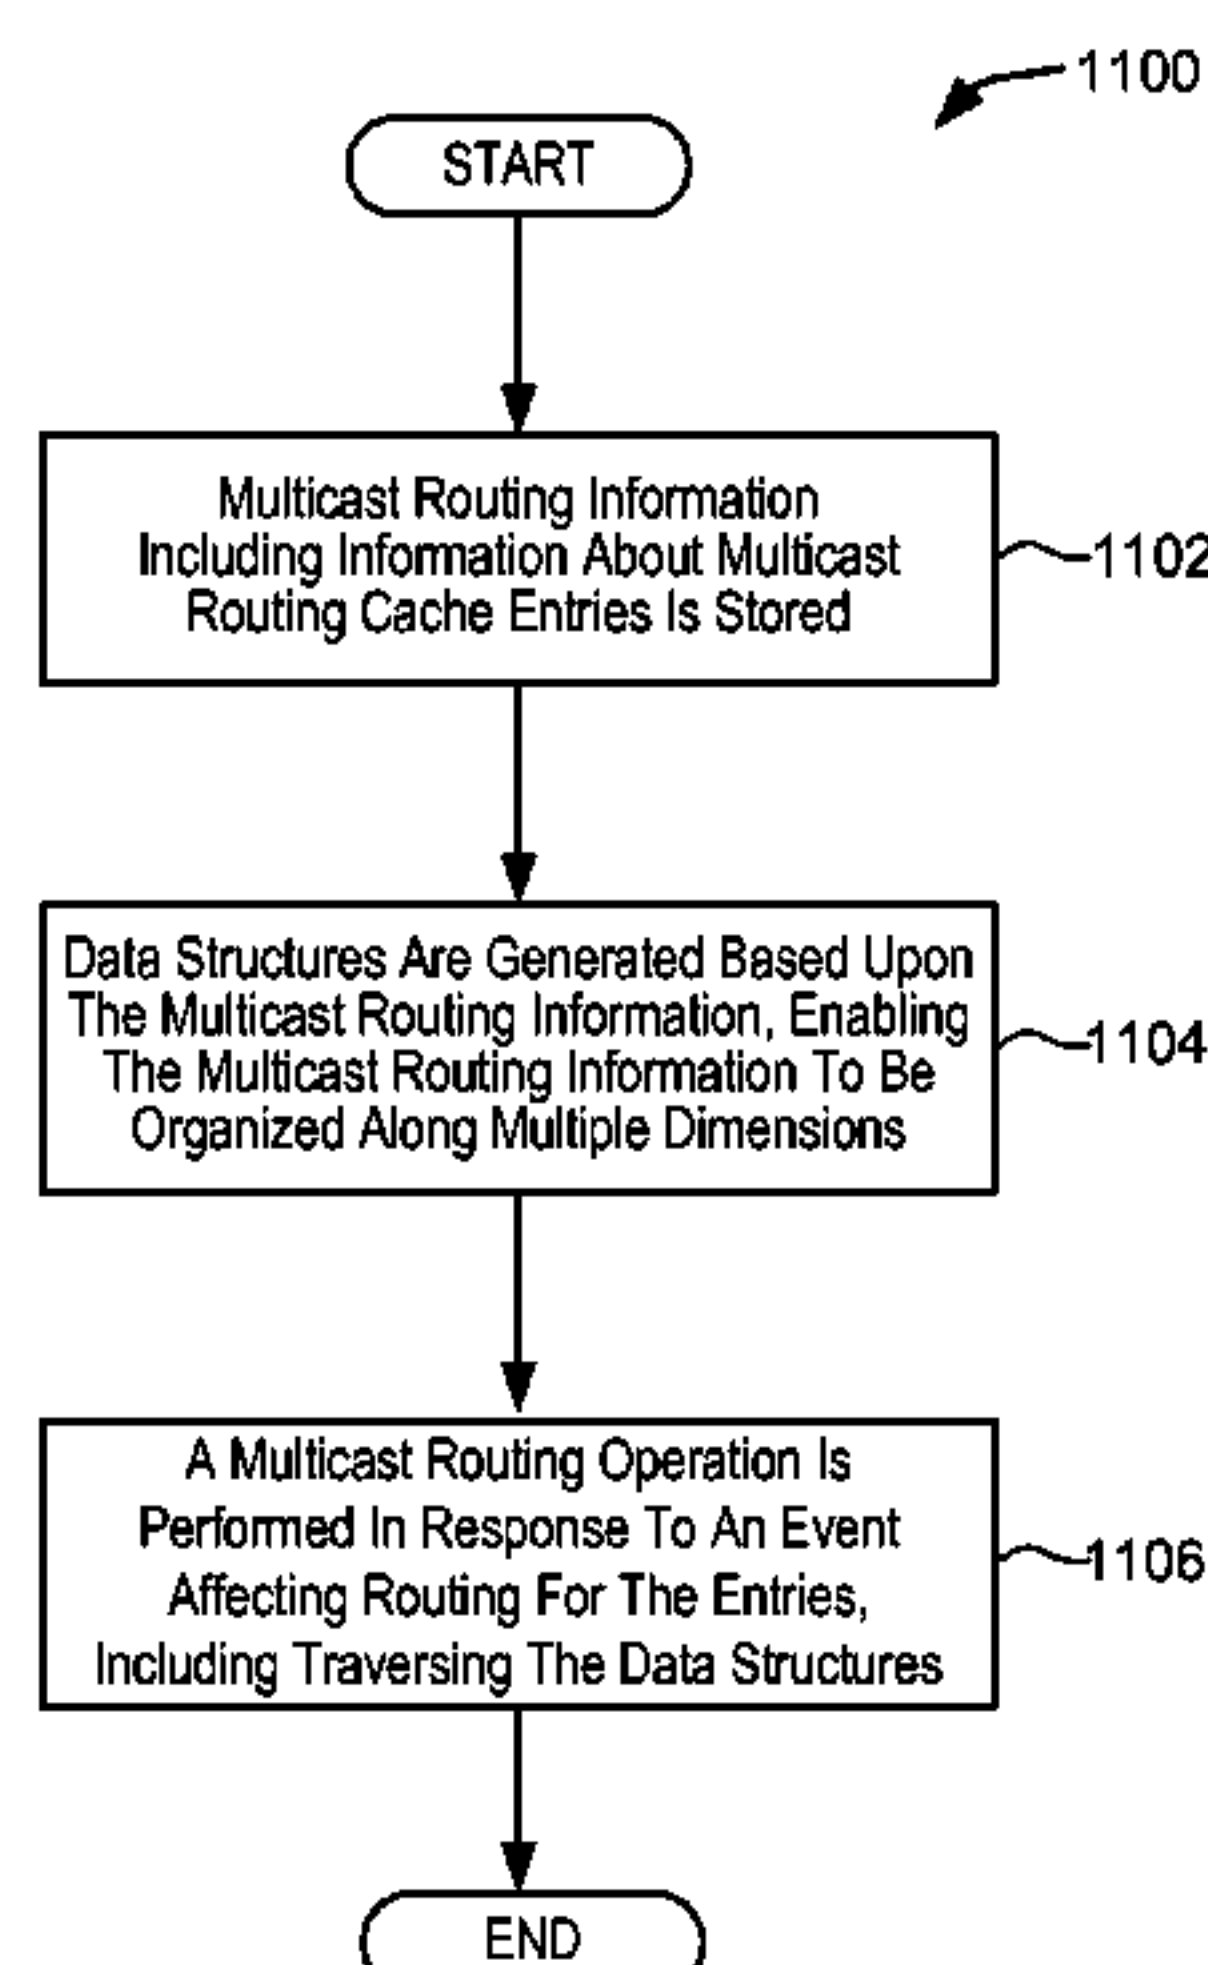 1100
START
Multicast Routing Information
Including Information About Multicast
Routing Cache Entries Is Stored
1102
Data Structures Are Generated Based Upon
The Multicast Routing Information, Enabling
The Multicast Routing Information To Be
Organized Along Multiple Dimensions
1104
A Multicast Routing Operation Is
Performed In Response To An Event
Affecting Routing For The Entries,
Including Traversing The Data Structures
1106
END